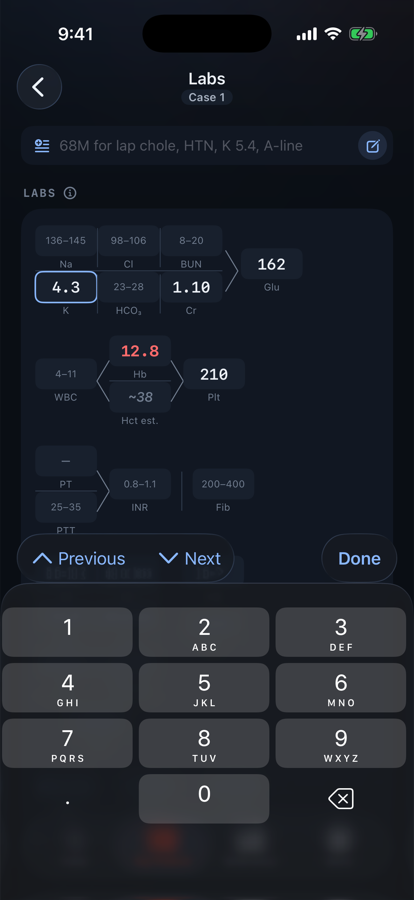 9:41
Labs
Case 1
68M for lap chole, HTN, K 5.4, A-line
LABS
136–145 98–106 8–20
Na Cl BUN
162
Glu
4.3 23–28 1.10
K HCO₃ Cr
12.8
Hb
4–11
WBC
210
Plt
~38
Hct est.
—
PT
0.8–1.1
INR
200–400
Fib
25–35
PTT
Previous Next Done
1
2 ABC
3 DEF
4 GHI
5 JKL
6 MNO
7 PQRS
8 TUV
9 WXYZ
.
0